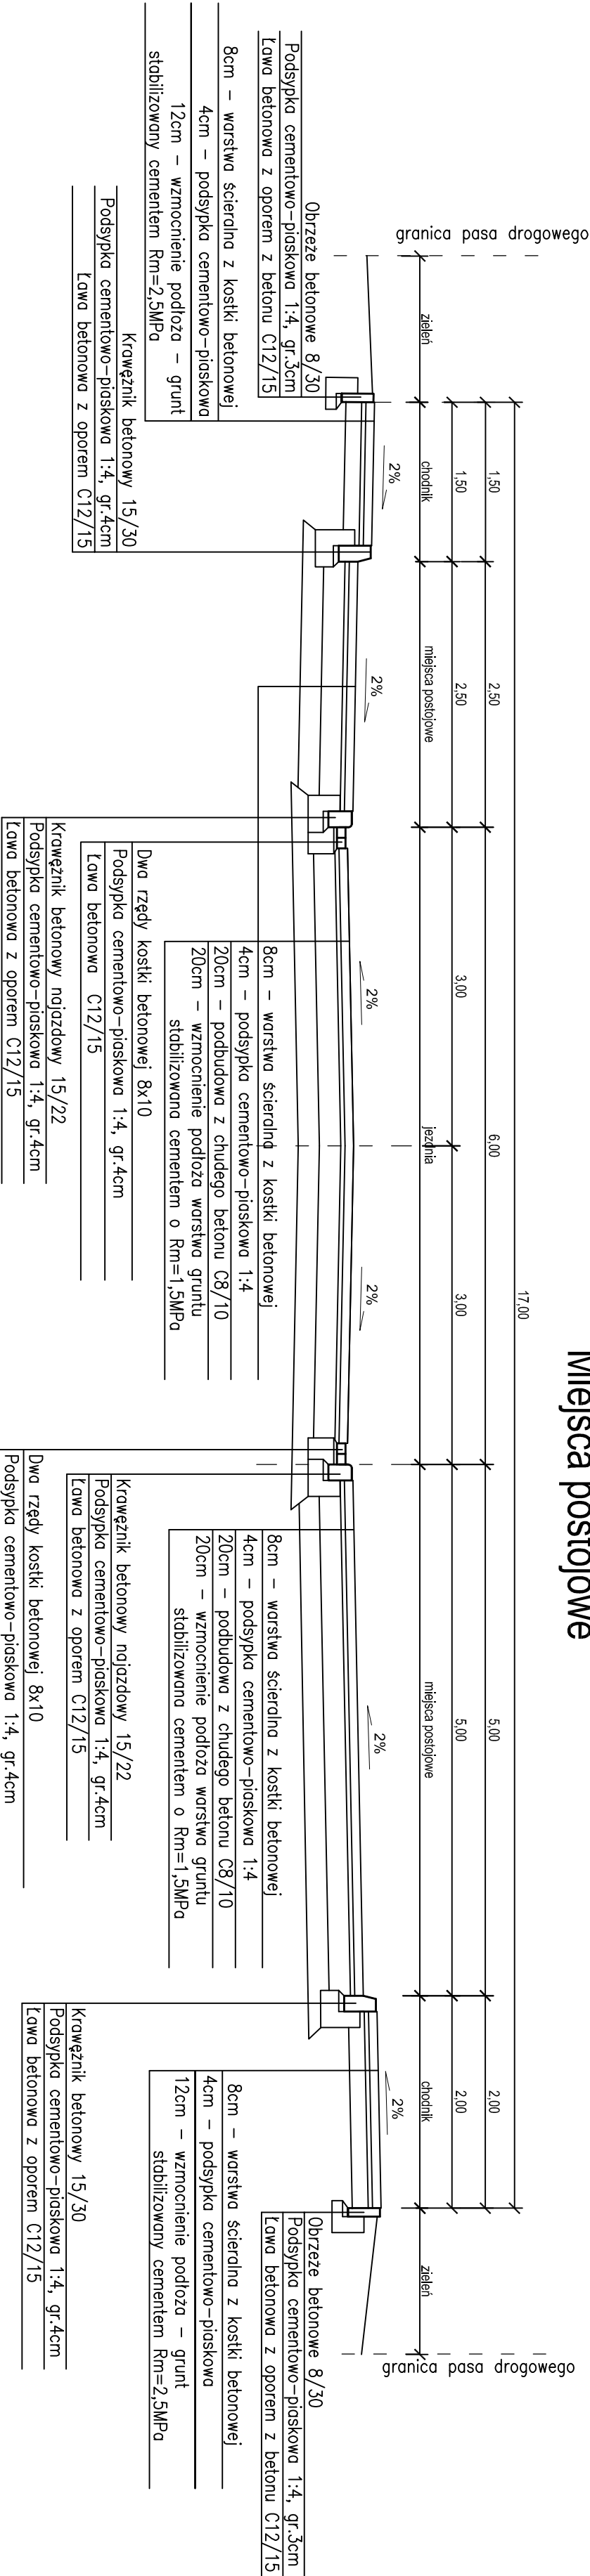 Miejsca postojowe
granica pasa drogowego
17,00
1,50
2,50
6,00
5,00
2,00
1,50
2,50
3,00
3,00
5,00
2,00
zieleń
chodnik
miejsca postojowe
jezdnia
miejsca postojowe
chodnik
zieleń
granica pasa drogowego
2%
2%
2%
2%
2%
2%
Obrzeże betonowe 8/30
Podsypka cementowo-piaskowa 1:4, gr.3cm
Ława betonowa z oporem z betonu C12/15
8cm – warstwa ścieralna z kostki betonowej
4cm – podsypka cementowo-piaskowa
12cm – wzmocnienie podłoża – grunt
stabilizowany cementem Rm=2,5MPa
Krawężnik betonowy 15/30
Podsypka cementowo-piaskowa 1:4, gr.4cm
Ława betonowa z oporem C12/15
8cm – warstwa ścieralna z kostki betonowej
4cm – podsypka cementowo-piaskowa 1:4
20cm – podbudowa z chudego betonu C8/10
20cm – wzmocnienie podłoża warstwa gruntu
stabilizowana cementem o Rm=1,5MPa
Dwa rzędy kostki betonowej 8x10
Podsypka cementowo-piaskowa 1:4, gr.4cm
Ława betonowa C12/15
Krawężnik betonowy najazdowy 15/22
Podsypka cementowo-piaskowa 1:4, gr.4cm
Ława betonowa z oporem C12/15
8cm – warstwa ścieralna z kostki betonowej
4cm – podsypka cementowo-piaskowa 1:4
20cm – podbudowa z chudego betonu C8/10
20cm – wzmocnienie podłoża warstwa gruntu
stabilizowana cementem o Rm=1,5MPa
Krawężnik betonowy najazdowy 15/22
Podsypka cementowo-piaskowa 1:4, gr.4cm
Ława betonowa z oporem C12/15
Dwa rzędy kostki betonowej 8x10
Podsypka cementowo-piaskowa 1:4, gr.4cm
Obrzeże betonowe 8/30
Podsypka cementowo-piaskowa 1:4, gr.3cm
Ława betonowa z oporem z betonu C12/15
8cm – warstwa ścieralna z kostki betonowej
4cm – podsypka cementowo-piaskowa
12cm – wzmocnienie podłoża – grunt
stabilizowany cementem Rm=2,5MPa
Krawężnik betonowy 15/30
Podsypka cementowo-piaskowa 1:4, gr.4cm
Ława betonowa z oporem C12/15